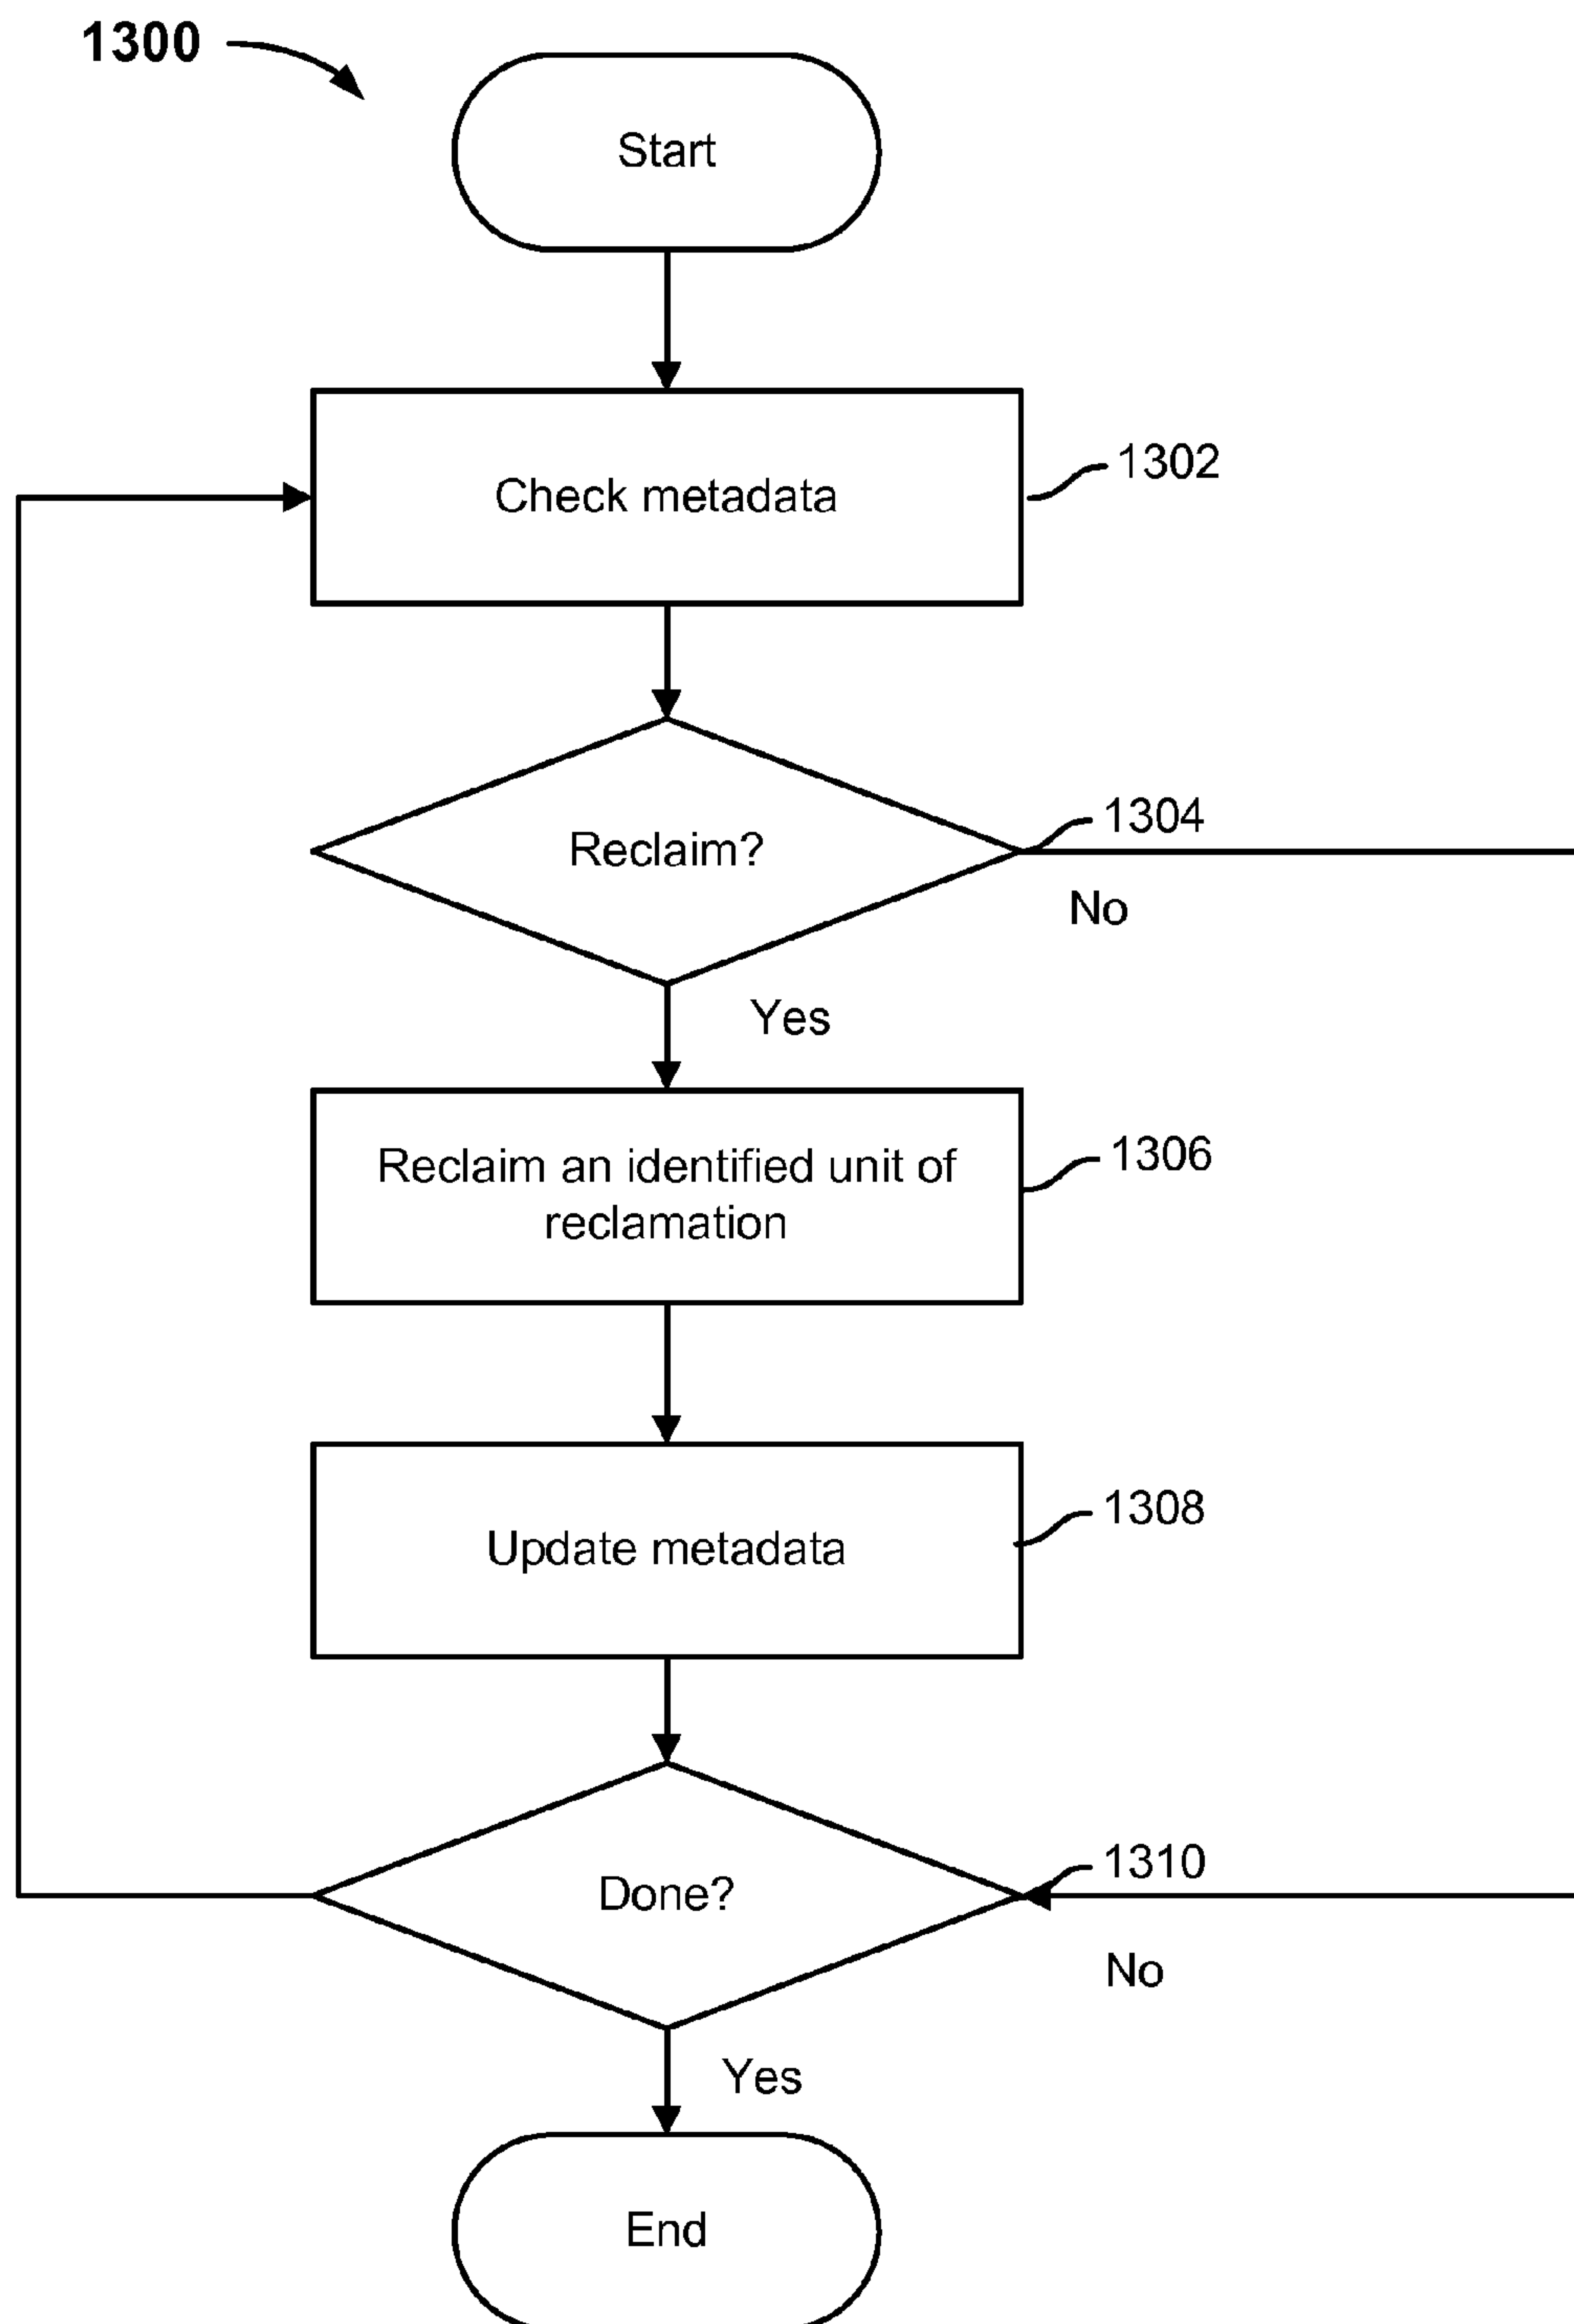 1300
Start
Check metadata
1302
Reclaim?
1304
No
Yes
Reclaim an identified unit of
reclamation
1306
Update metadata
1308
Done?
1310
No
Yes
End